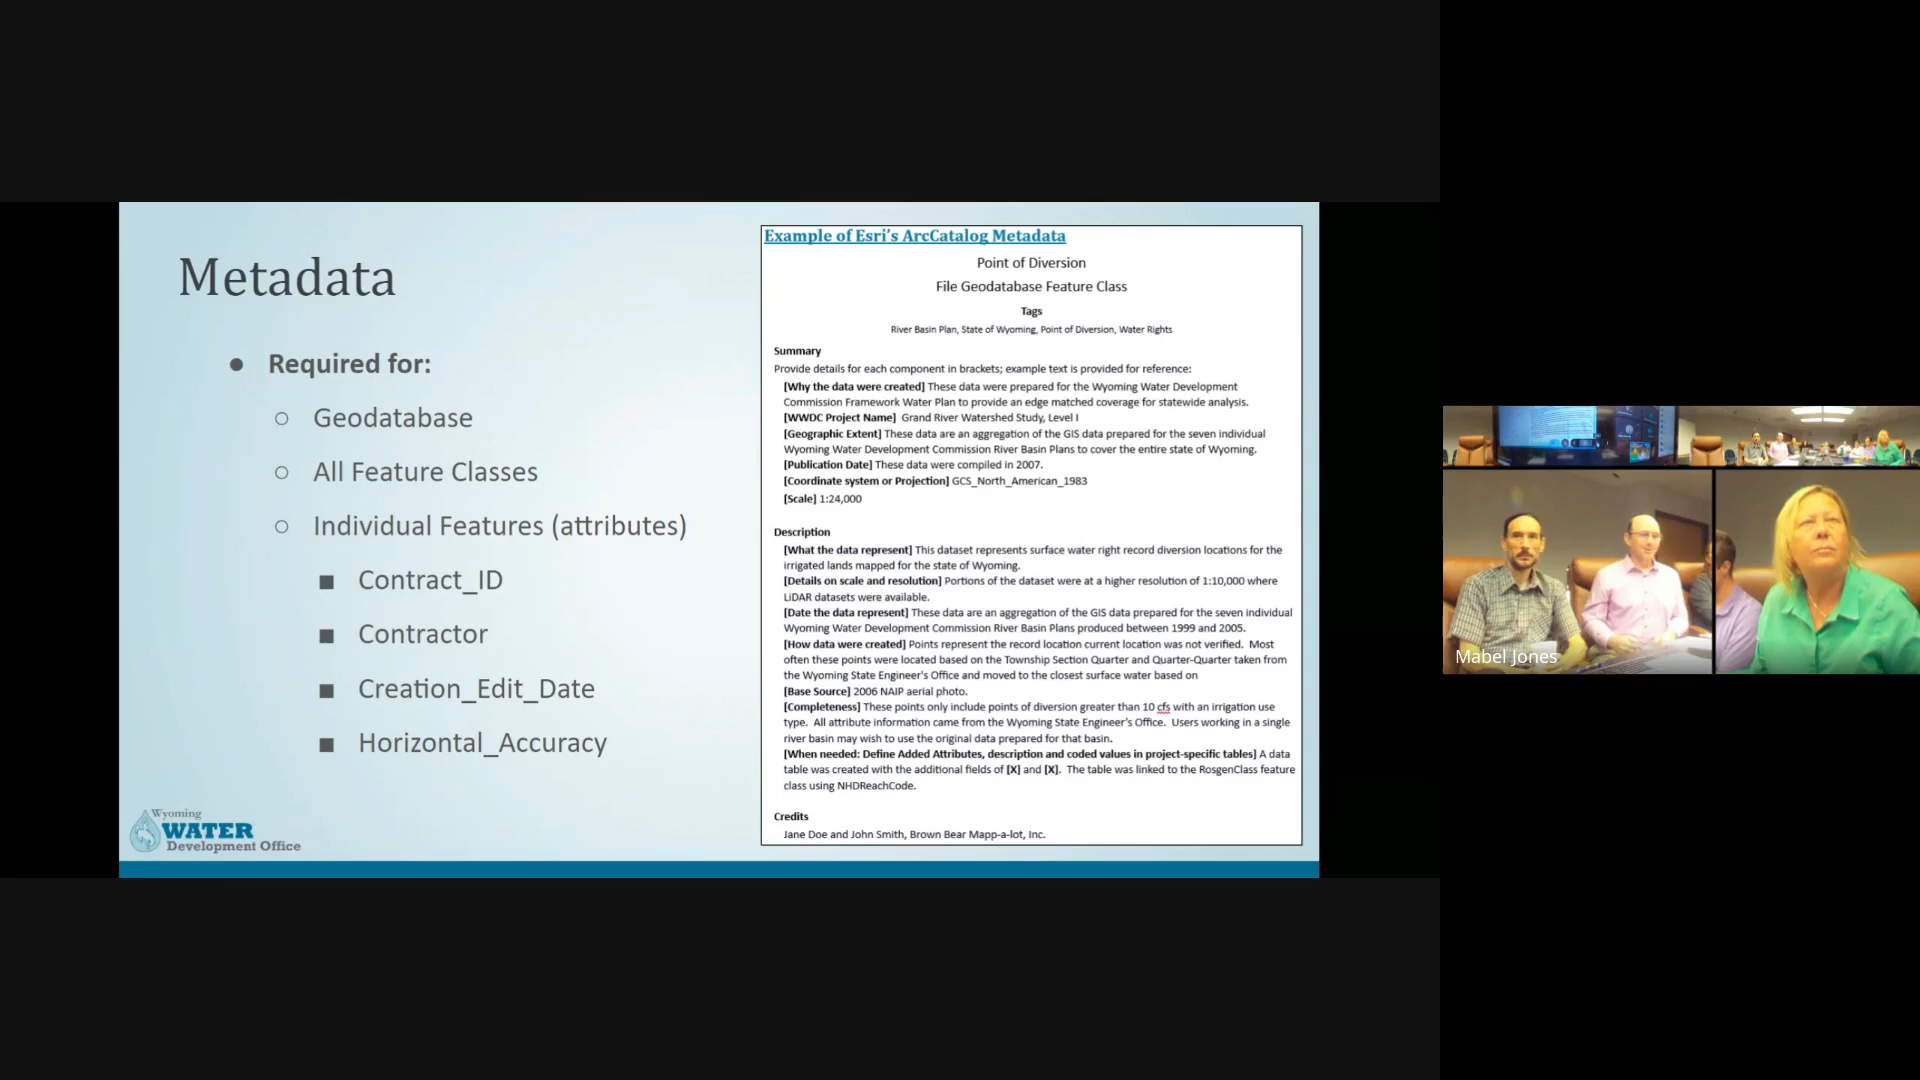 Metadata
● Required for:
○ Geodatabase
○ All Feature Classes
○ Individual Features (attributes)
■ Contract_ID
■ Contractor
■ Creation_Edit_Date
■ Horizontal_Accuracy
Wyoming
WATER
Development Office
Example of Esri's ArcCatalog Metadata
Point of Diversion
File Geodatabase Feature Class
Tags
River Basin Plan, State of Wyoming, Point of Diversion, Water Rights
Summary
Provide details for each component in brackets; example text is provided for reference:
[Why the data were created] These data were prepared for the Wyoming Water Development
Commission Framework Water Plan to provide an edge matched coverage for statewide analysis.
[WWDC Project Name] Grand River Watershed Study, Level I
[Geographic Extent] These data are an aggregation of the GIS data prepared for the seven individual
Wyoming Water Development Commission River Basin Plans to cover the entire state of Wyoming.
[Publication Date] These data were compiled in 2007.
[Coordinate system or Projection] GCS_North_American_1983
[Scale] 1:24,000
Description
[What the data represent] This dataset represents surface water right record diversion locations for the
irrigated lands mapped for the state of Wyoming.
[Details on scale and resolution] Portions of the dataset were at a higher resolution of 1:10,000 where
LiDAR datasets were available.
[Date the data represent] These data are an aggregation of the GIS data prepared for the seven individual
Wyoming Water Development Commission River Basin Plans produced between 1999 and 2005.
[How data were created] Points represent the record location current location was not verified. Most
often these points were located based on the Township Section Quarter and Quarter-Quarter taken from
the Wyoming State Engineer's Office and moved to the closest surface water based on
[Base Source] 2006 NAIP aerial photo.
[Completeness] These points only include points of diversion greater than 10 cfs with an irrigation use
type. All attribute information came from the Wyoming State Engineer's Office. Users working in a single
river basin may wish to use the original data prepared for that basin.
[When needed: Define Added Attributes, description and coded values in project-specific tables] A data
table was created with the additional fields of [X] and [X]. The table was linked to the RosgenClass feature
class using NHDReachCode.
Credits
Jane Doe and John Smith, Brown Bear Mapp-a-lot, Inc.
Mabel Jones